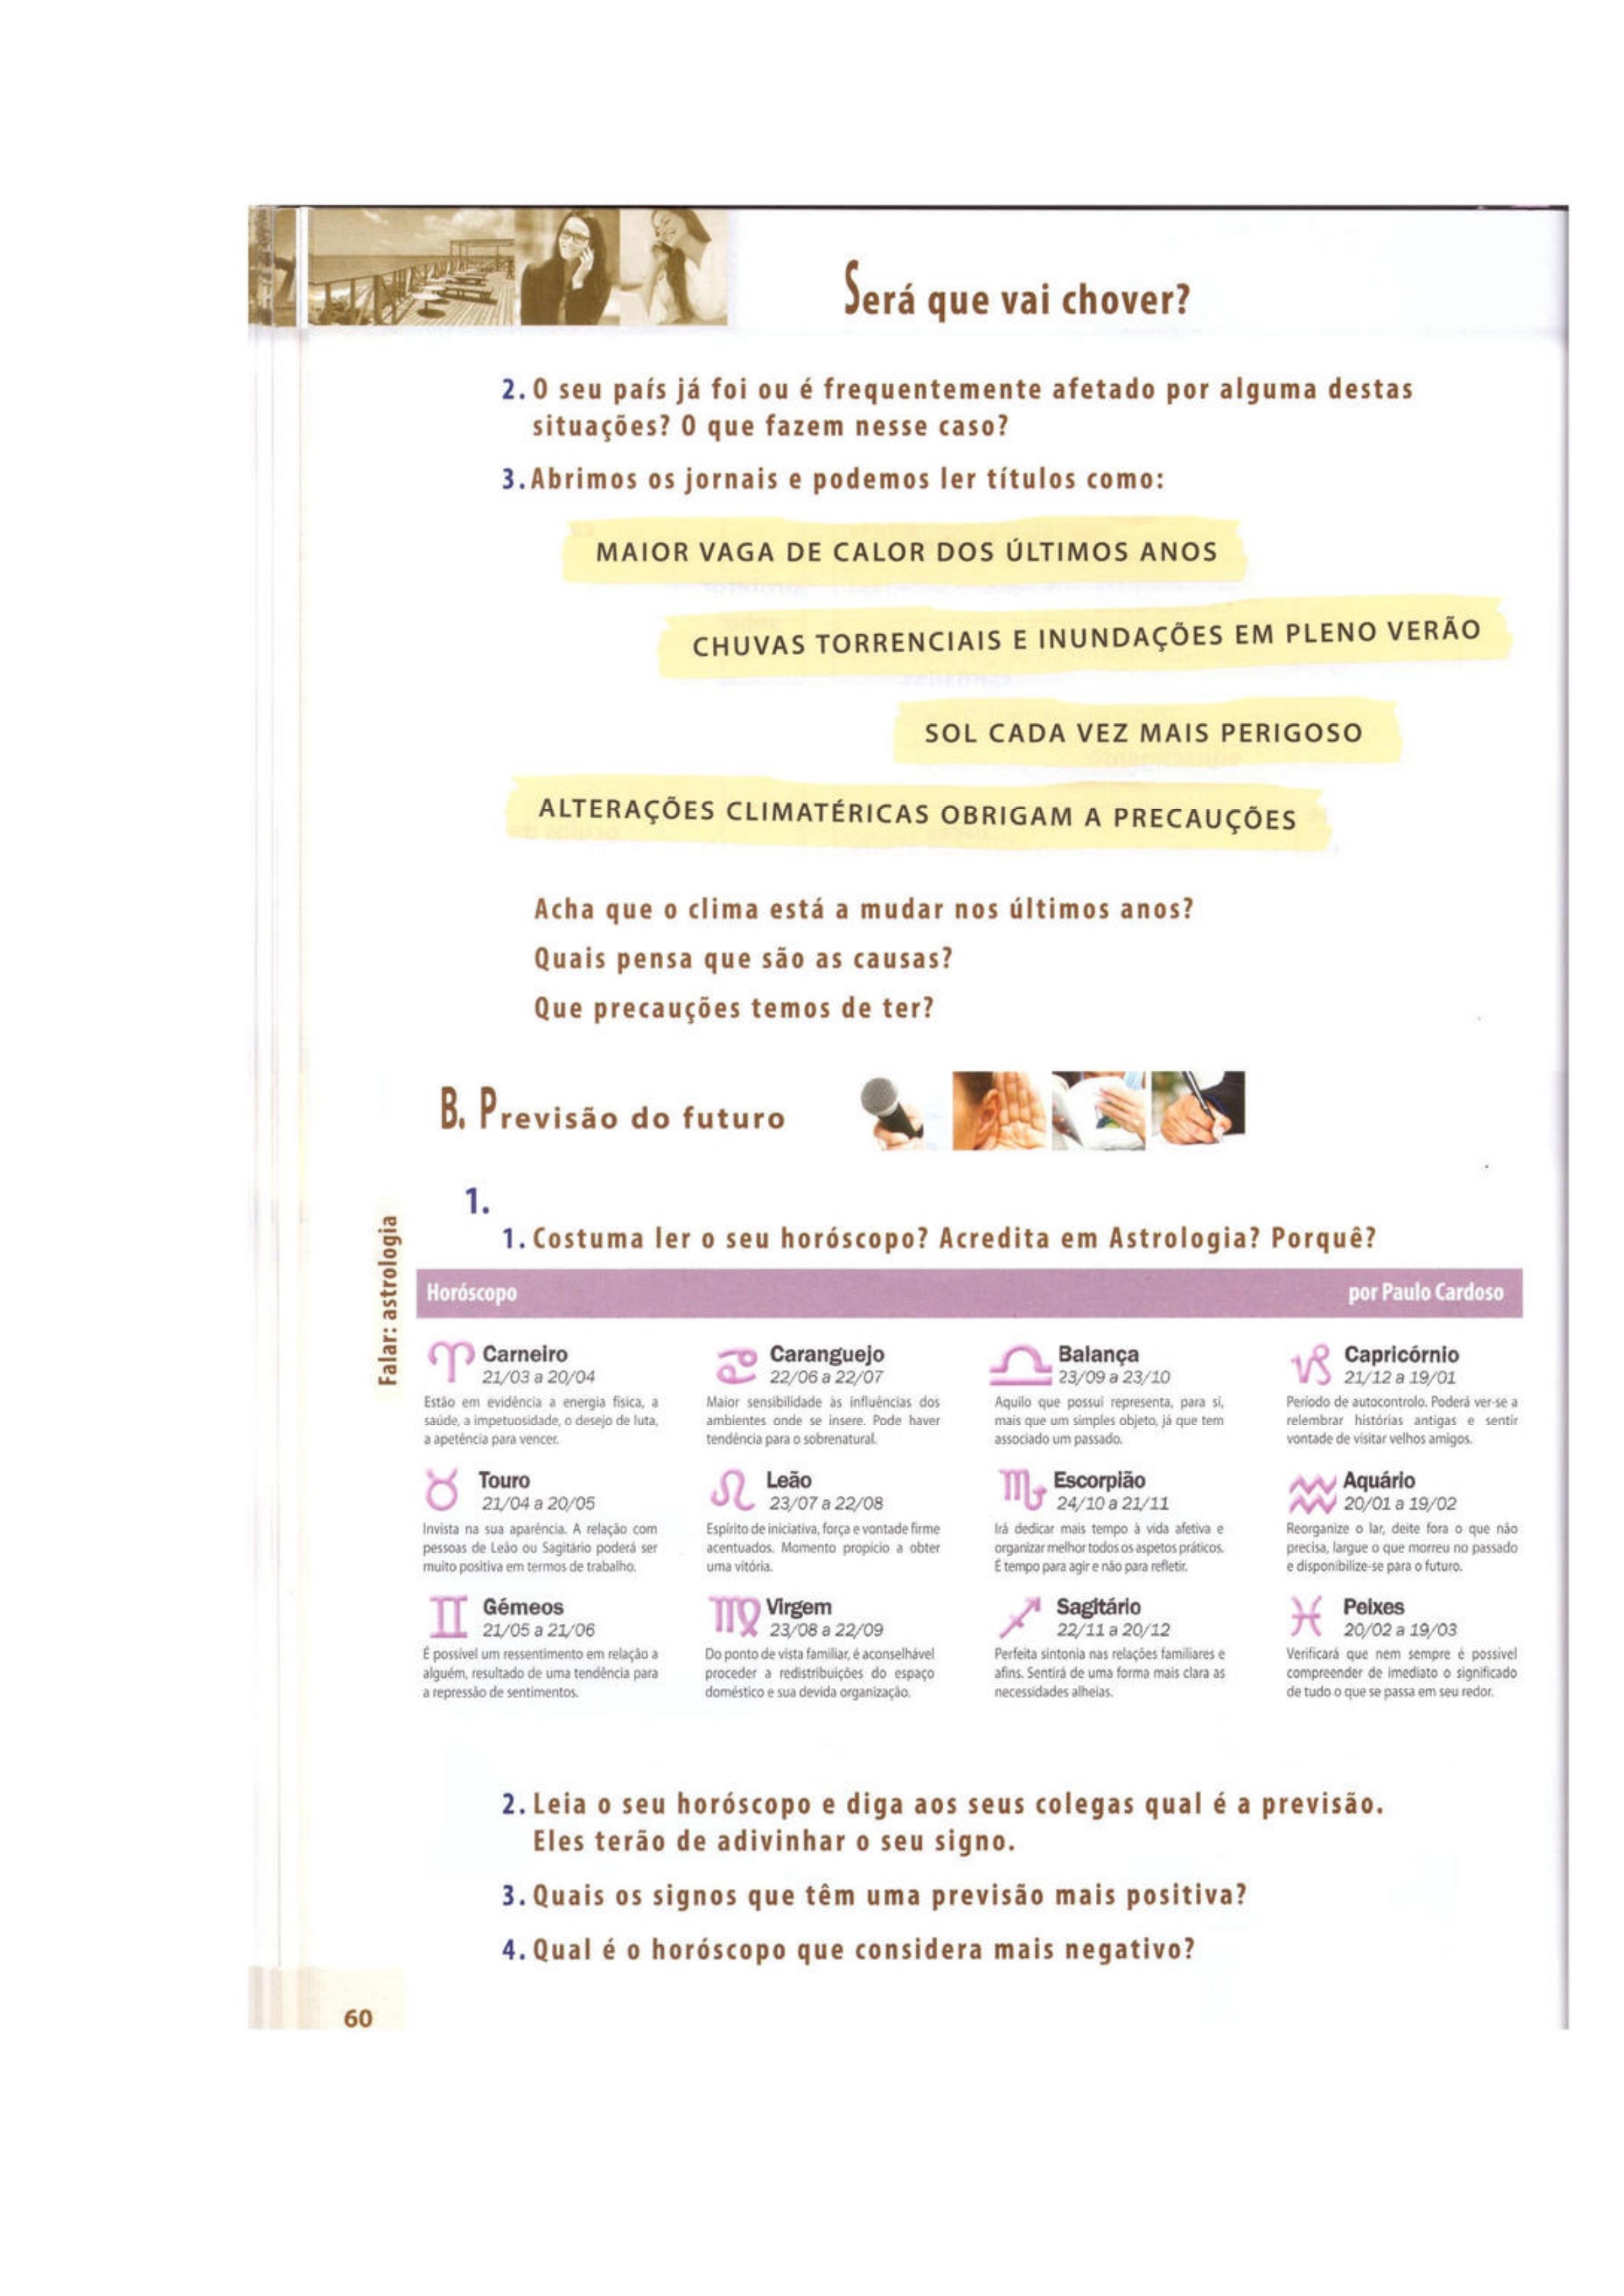 Será que vai chover?
2. O seu país já foi ou é frequentemente afetado por alguma destas
situações? O que fazem nesse caso?
3. Abrimos os jornais e podemos ler títulos como:
MAIOR VAGA DE CALOR DOS ÚLTIMOS ANOS
CHUVAS TORRENCIAIS E INUNDAÇÕES EM PLENO VERÃO
SOL CADA VEZ MAIS PERIGOSO
ALTERAÇÕES CLIMATÉRICAS OBRIGAM A PRECAUÇÕES
Acha que o clima está a mudar nos últimos anos?
Quais pensa que são as causas?
Que precauções temos de ter?
B. Previsão do futuro
1.
Falar: astrologia
1. Costuma ler o seu horóscopo? Acredita em Astrologia? Porquê?
Horóscopo
por Paulo Cardoso
Carneiro
21/03 a 20/04
Estão em evidência a energia física, a
saúde, a impetuosidade, o desejo de luta,
a apetência para vencer.
Touro
21/04 a 20/05
Invista na sua aparência. A relação com
pessoas de Leão ou Sagitário poderá ser
muito positiva em termos de trabalho.
Gémeos
21/05 a 21/06
É possível um ressentimento em relação a
alguém, resultado de uma tendência para
a repressão de sentimentos.
Caranguejo
22/06 a 22/07
Maior sensibilidade às influências dos
ambientes onde se insere. Pode haver
tendência para o sobrenatural.
Leão
23/07 a 22/08
Espírito de iniciativa, força e vontade firme
acentuados. Momento propício a obter
uma vitória.
Virgem
23/08 a 22/09
Do ponto de vista familiar, é aconselhável
proceder a redistribuições do espaço
doméstico e sua devida organização.
Balança
23/09 a 23/10
Aquilo que possui representa, para si,
mais que um simples objeto, já que tem
associado um passado.
Escorpião
24/10 a 21/11
Irá dedicar mais tempo à vida afetiva e
organizar melhor todos os aspetos práticos.
É tempo para agir e não para refletir.
Sagitário
22/11 a 20/12
Perfeita sintonia nas relações familiares e
afins. Sentirá de uma forma mais clara as
necessidades alheias.
Capricórnio
21/12 a 19/01
Período de autocontrolo. Poderá ver-se a
relembrar histórias antigas e sentir
vontade de visitar velhos amigos.
Aquário
20/01 a 19/02
Reorganize o lar, deite fora o que não
precisa, largue o que morreu no passado
e disponibilize-se para o futuro.
Peixes
20/02 a 19/03
Verificará que nem sempre é possível
compreender de imediato o significado
de tudo o que se passa em seu redor.
2. Leia o seu horóscopo e diga aos seus colegas qual é a previsão.
Eles terão de adivinhar o seu signo.
3. Quais os signos que têm uma previsão mais positiva?
4. Qual é o horóscopo que considera mais negativo?
60